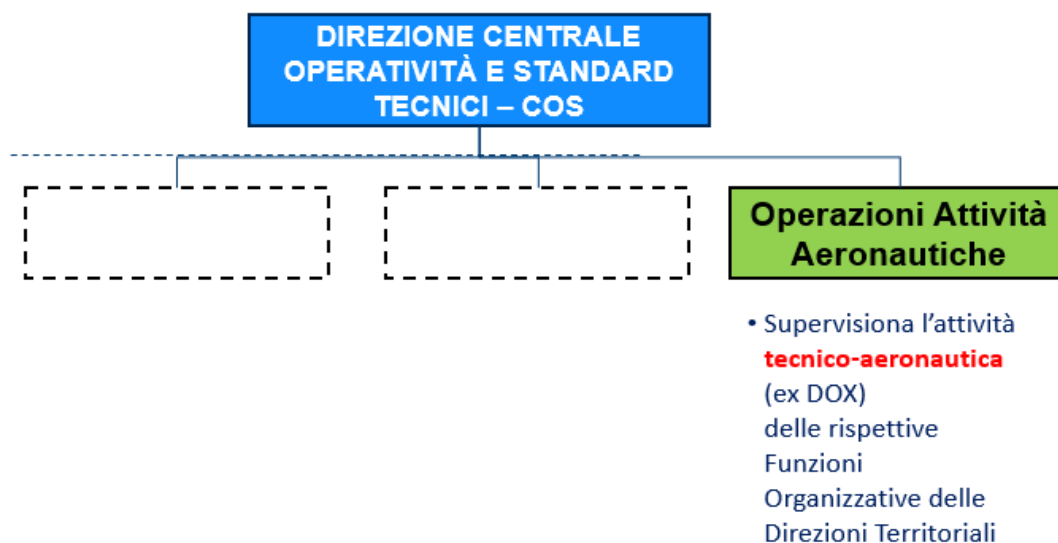 DIREZIONE CENTRALE
OPERATIVITÀ E STANDARD
TECNICI – COS
Operazioni Attività
Aeronautiche
• Supervisiona l’attività
tecnico-aeronautica
(ex DOX)
delle rispettive
Funzioni
Organizzative delle
Direzioni Territoriali